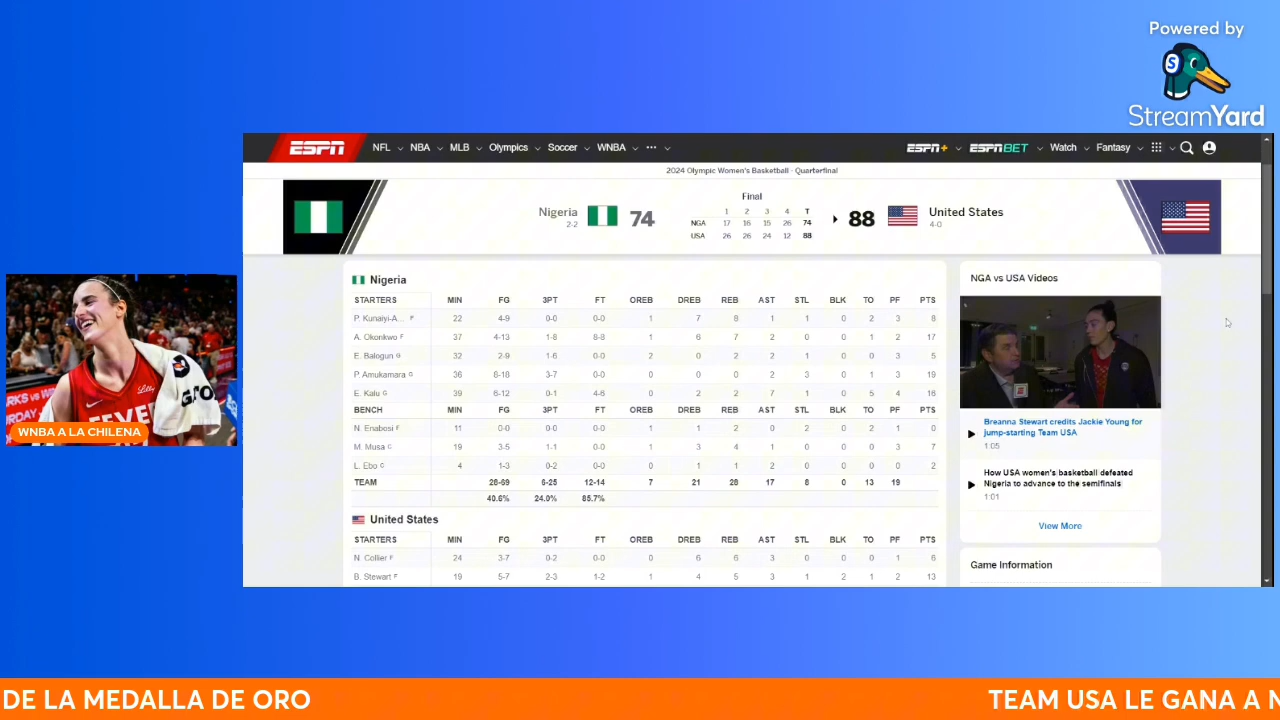 Powered by
StreamYard
ESPN NFL NBA MLB Olympics Soccer WNBA ••• ESPN+ ESPN BET Watch Fantasy
2024 Olympic Women's Basketball - Quarterfinal
Final
Nigeria 74
2-2
1 2 3 4 T
NGA 17 16 15 26 74
USA 26 26 24 12 88
88 United States
4-0
Nigeria
STARTERS MIN FG 3PT FT OREB DREB REB AST STL BLK TO PF PTS
P. Kunaiyi-A... F 22 4-9 0-0 0-0 1 7 8 1 1 0 2 3 8
A. Okonkwo F 37 4-13 1-8 8-8 1 6 7 2 0 0 1 2 17
E. Balogun G 32 2-9 1-6 0-0 2 0 2 2 1 0 0 3 5
P. Amukamara G 36 8-18 3-7 0-0 0 2 2 2 3 0 1 3 19
E. Kalu G 39 6-12 0-1 4-6 0 2 2 7 1 0 5 4 16
BENCH MIN FG 3PT FT OREB DREB REB AST STL BLK TO PF PTS
N. Enabosi F 11 0-0 0-0 0-0 1 1 2 0 2 0 2 1 0
M. Musa C 19 3-5 1-1 0-0 1 3 4 1 0 0 0 3 7
L. Ebo C 4 1-3 0-2 0-0 0 1 1 2 0 0 0 0 2
TEAM 28-69 6-25 12-14 7 21 28 17 8 0 13 19
40.6% 24.0% 85.7%
United States
STARTERS MIN FG 3PT FT OREB DREB REB AST STL BLK TO PF PTS
N. Collier F 24 3-7 0-2 0-0 0 6 6 3 0 0 0 1 6
B. Stewart F 19 5-7 2-3 1-2 1 4 5 3 1 2 1 2 13
NGA vs USA Videos
Breanna Stewart credits Jackie Young for
jump-starting Team USA
1:05
How USA women's basketball defeated
Nigeria to advance to the semifinals
1:01
View More
Game Information
FEVER
Lilly
WNBA A LA CHILENA
DE LA MEDALLA DE ORO TEAM USA LE GANA A N